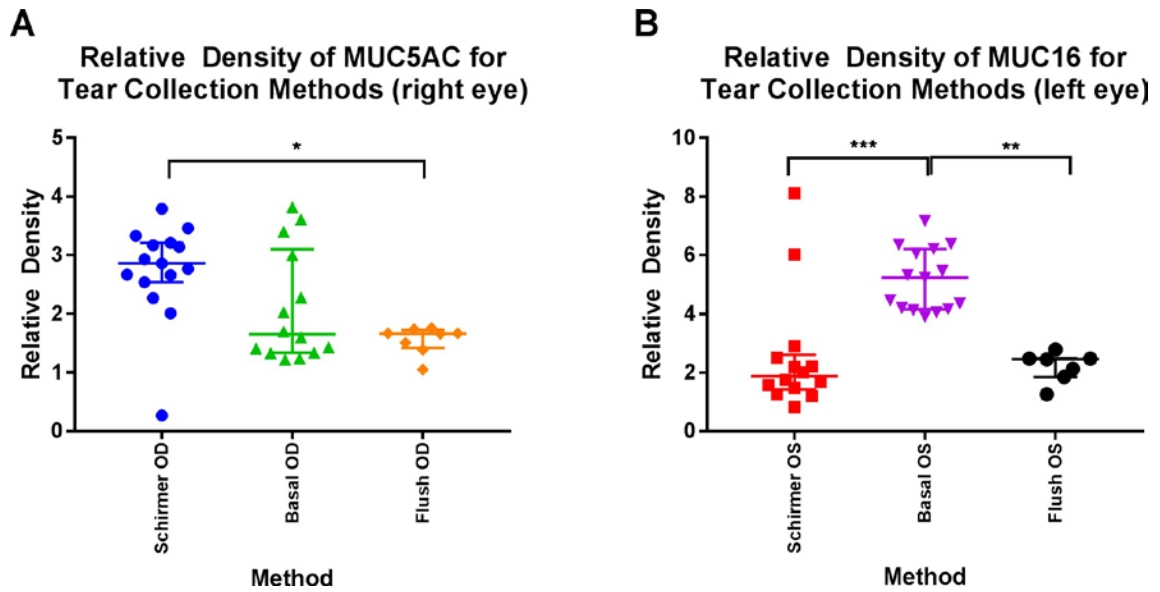 A
Relative Density of MUC5AC for
Tear Collection Methods (right eye)
5
4
3
2
1
0
Relative Density
*
Schirmer OD
Basal OD
Flush OD
Method
B
Relative Density of MUC16 for
Tear Collection Methods (left eye)
10
8
6
4
2
0
Relative Density
***
**
Schirmer OS
Basal OS
Flush OS
Method